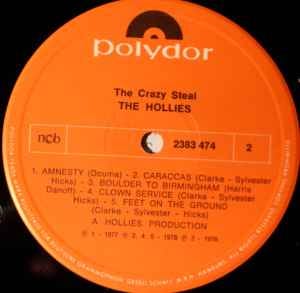 polydor
The Crazy Steal
THE HOLLIES
ncb
2383 474
2
1. AMNESTY (Dcuma) - 2. CARACCAS (Clarke - Sylvester
Hicks) - 3. BOULDER TO BIRMINGHAM (Harris
Danoff) - 4. CLOWN SERVICE (Clarke - Sylvester
Hicks) - 5. FEET ON THE GROUND
(Clarke - Sylvester - Hicks)
A HOLLIES PRODUCTION
℗ 1 - 1977 ℗ 2, 4, 5 - 1978 ℗ 3 - 1976